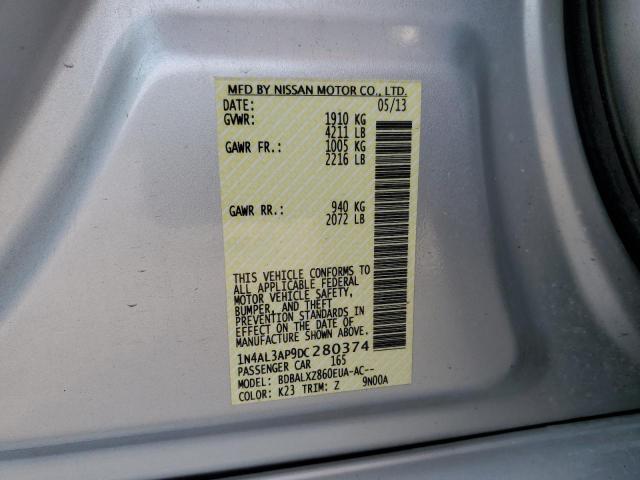 MFD BY NISSAN MOTOR CO., LTD.
DATE: 05/13
GVWR: 1910 KG
4211 LB
GAWR FR.: 1005 KG
2216 LB
GAWR RR.: 940 KG
2072 LB
THIS VEHICLE CONFORMS TO
ALL APPLICABLE FEDERAL
MOTOR VEHICLE SAFETY,
BUMPER, AND THEFT
PREVENTION STANDARDS IN
EFFECT ON THE DATE OF
MANUFACTURE SHOWN ABOVE.
1N4AL3AP9DC280374
PASSENGER CAR 165
MODEL: BDBALXZ860EUA-AC--
COLOR: K23 TRIM: Z 9N00A